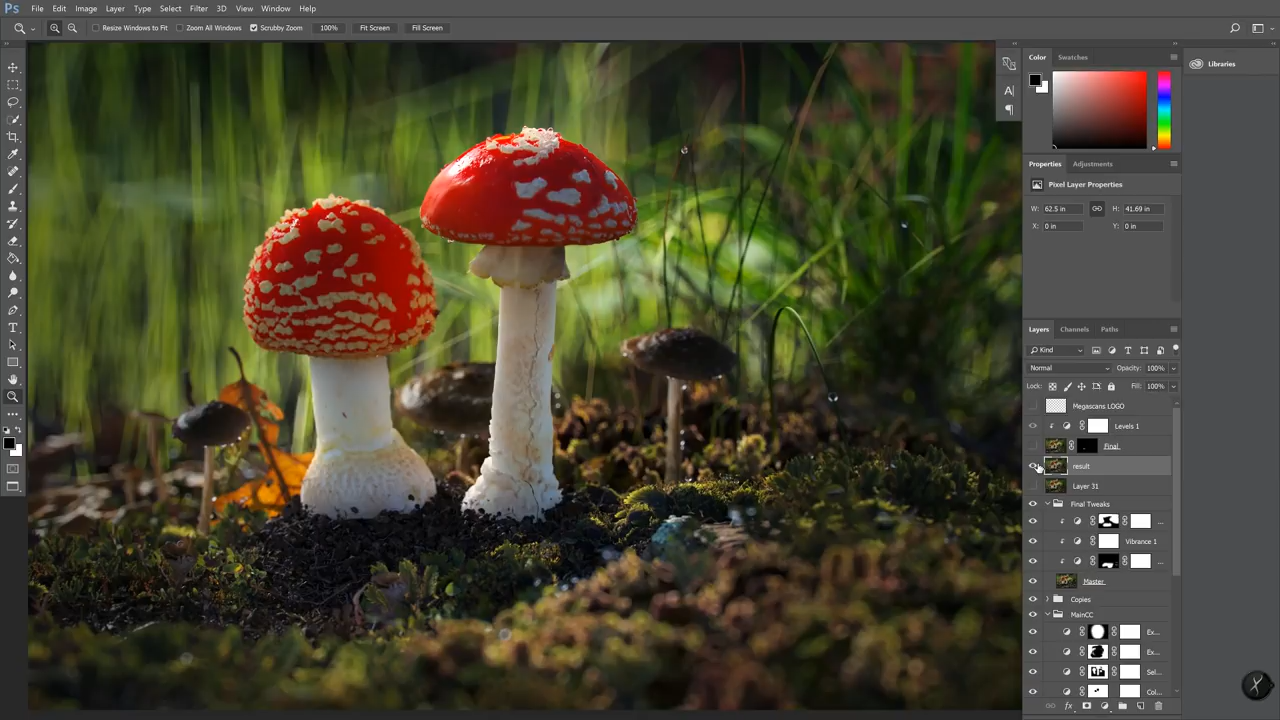 Ps File Edit Image Layer Type Select Filter 3D View Window Help
Resize Windows to Fit Zoom All Windows Scrubby Zoom 100% Fit Screen Fill Screen
Color Swatches
Libraries
A|
¶
Properties Adjustments
Pixel Layer Properties
W: 62.5 in H: 41.69 in
X: 0 in Y: 0 in
Layers Channels Paths
Kind
Normal Opacity: 100%
Lock: Fill: 100%
Megascans LOGO
Levels 1
Final
result
Layer 31
Final Tweaks
...
Vibrance 1
...
Master
Copies
MainCC
Ex...
Ex...
Sel...
Col...
fx